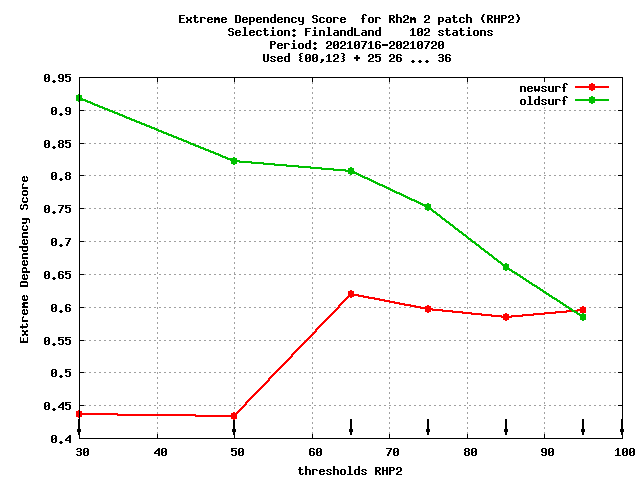 Extreme Dependency Score  for Rh2m 2 patch (RHP2)
Selection: FinlandLand    102 stations
Period: 20210716-20210720
Used {00,12} + 25 26 ... 36
newsurf
oldsurf
0.95
0.9
0.85
0.8
0.75
0.7
0.65
0.6
0.55
0.5
0.45
0.4
Extreme Dependency Score
30 40 50 60 70 80 90 100
thresholds RHP2